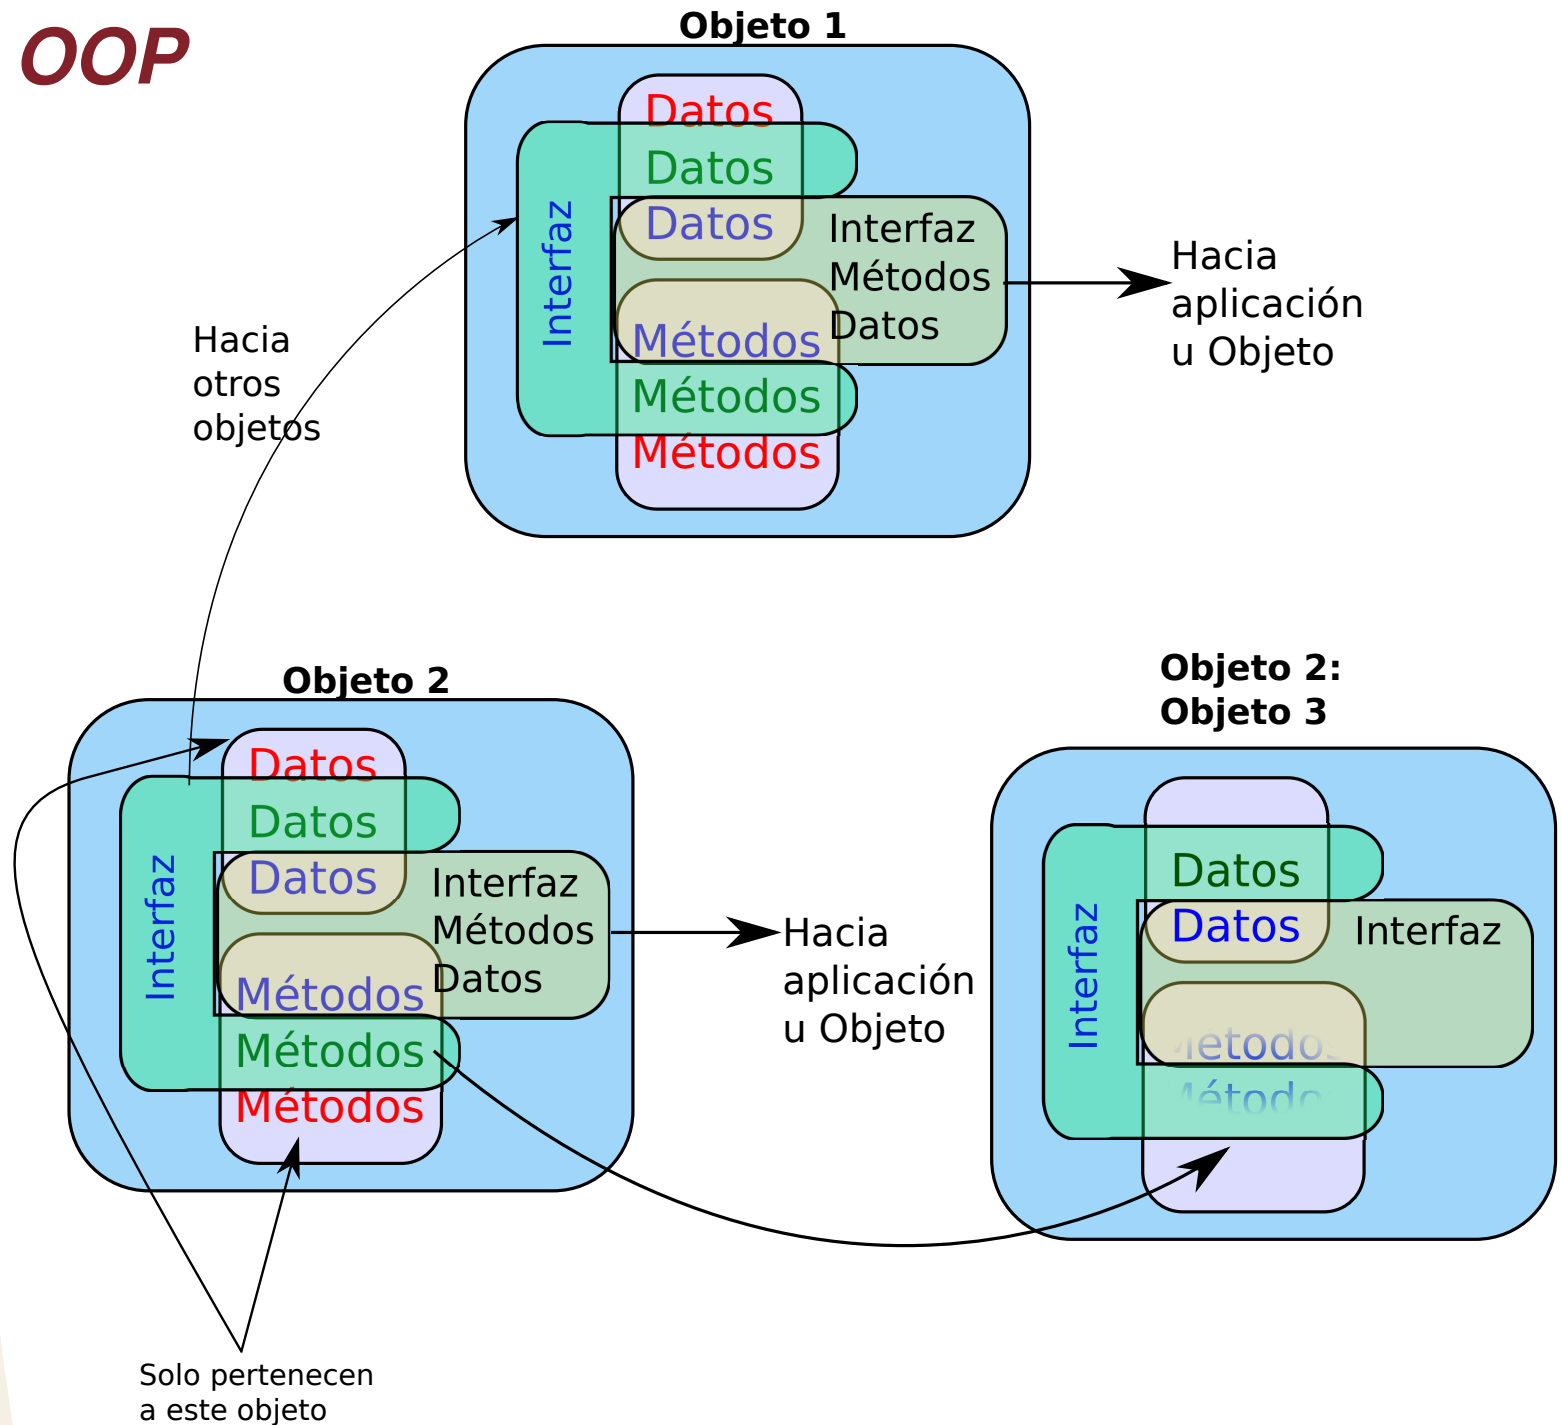 OOP
Objeto 1
Datos
Datos
Datos
Interfaz
Interfaz
Métodos
Datos
Métodos
Métodos
Métodos
Hacia
aplicación
u Objeto
Hacia
otros
objetos
Objeto 2
Datos
Datos
Datos
Interfaz
Interfaz
Métodos
Datos
Métodos
Métodos
Métodos
Hacia
aplicación
u Objeto
Objeto 2:
Objeto 3
Datos
Datos
Interfaz
Interfaz
Métodos
Métodos
Solo pertenecen
a este objeto